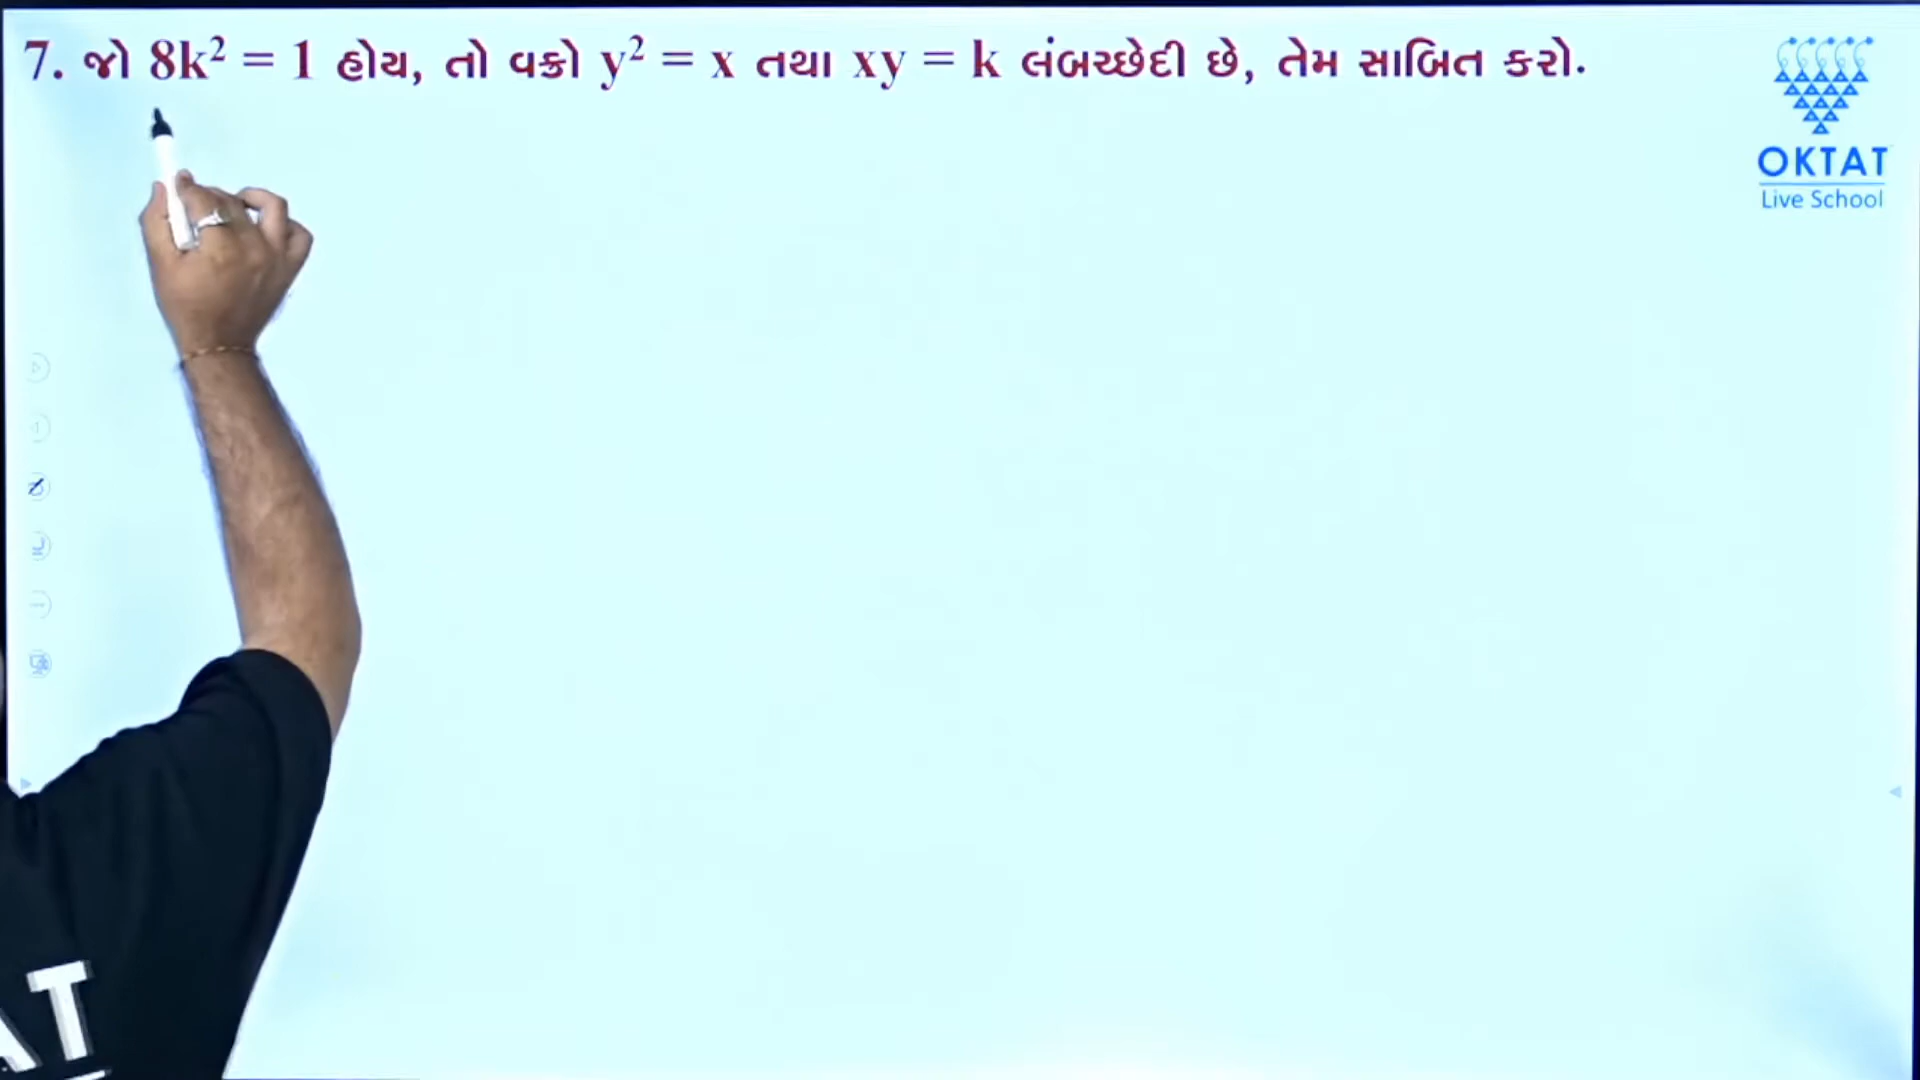 7. જો 8k² = 1 હોય, તો વક્રો y² = x તથા xy = k લંબચ્છેદી છે, તેમ સાબિત કરો.
OKTAT
Live School
AT